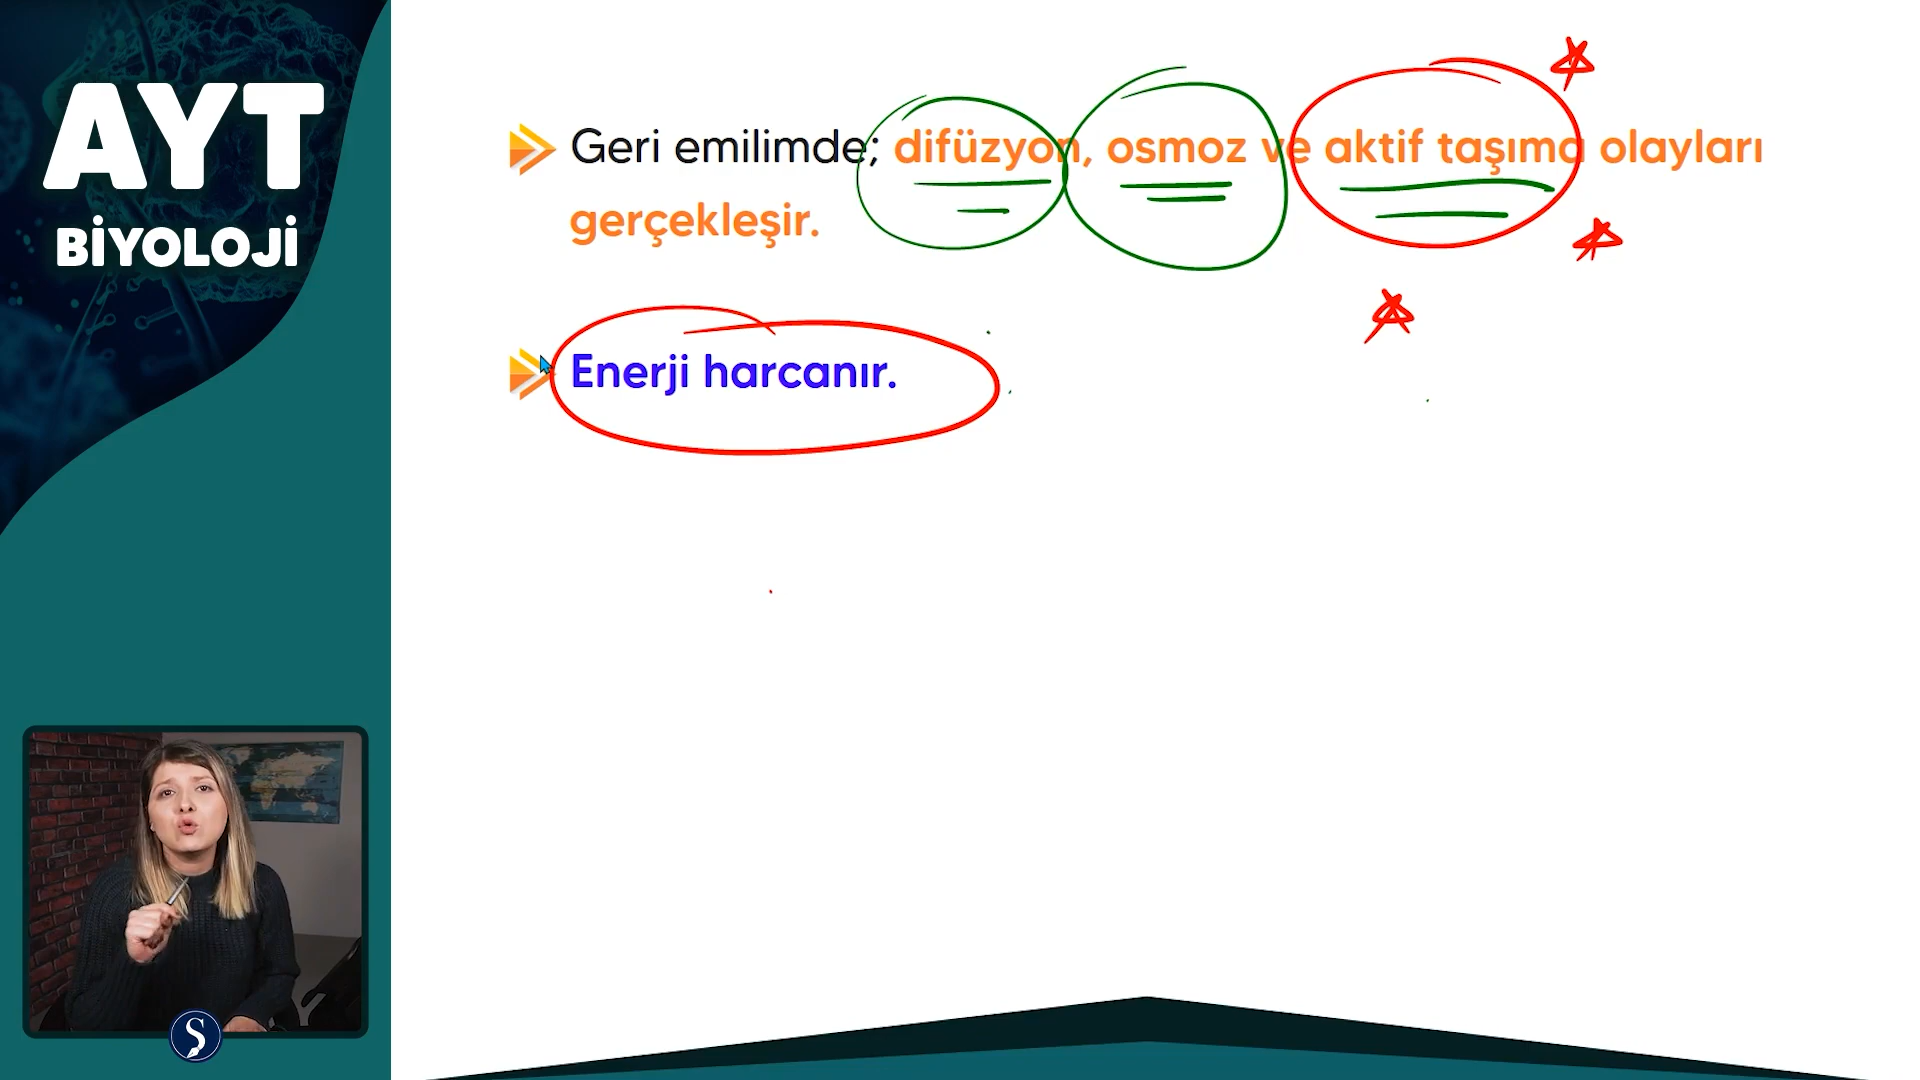 AYT
BİYOLOJİ
Geri emilimde; difüzyon, osmoz ve aktif taşıma olayları
gerçekleşir.
Enerji harcanır.
S